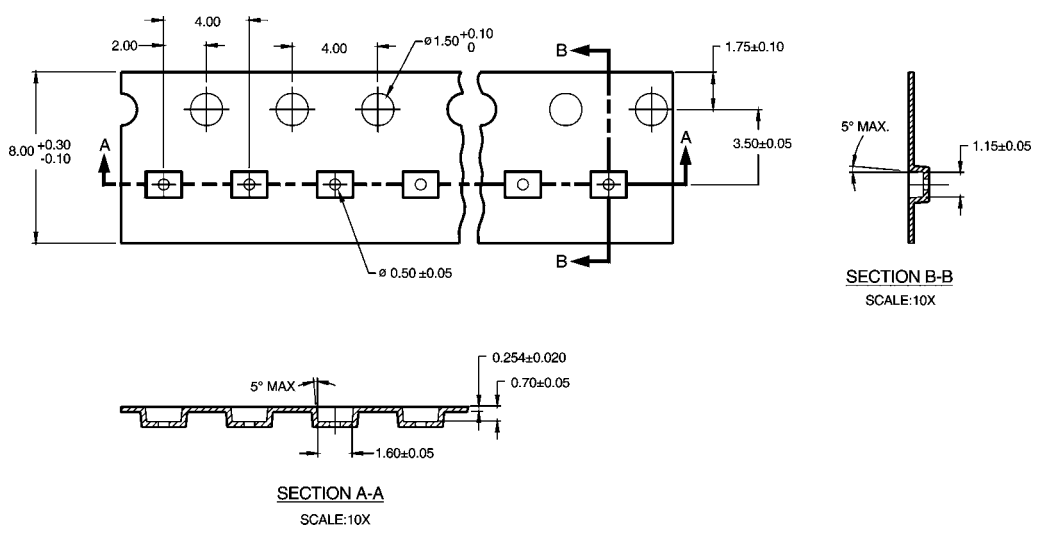 4.00
2.00
4.00
ø1.50 +0.10
0
B
1.75±0.10
8.00 +0.30
-0.10
A
A
3.50±0.05
5° MAX.
1.15±0.05
B
ø 0.50 ±0.05
SECTION B-B
SCALE:10X
0.254±0.020
5° MAX
0.70±0.05
1.60±0.05
SECTION A-A
SCALE:10X